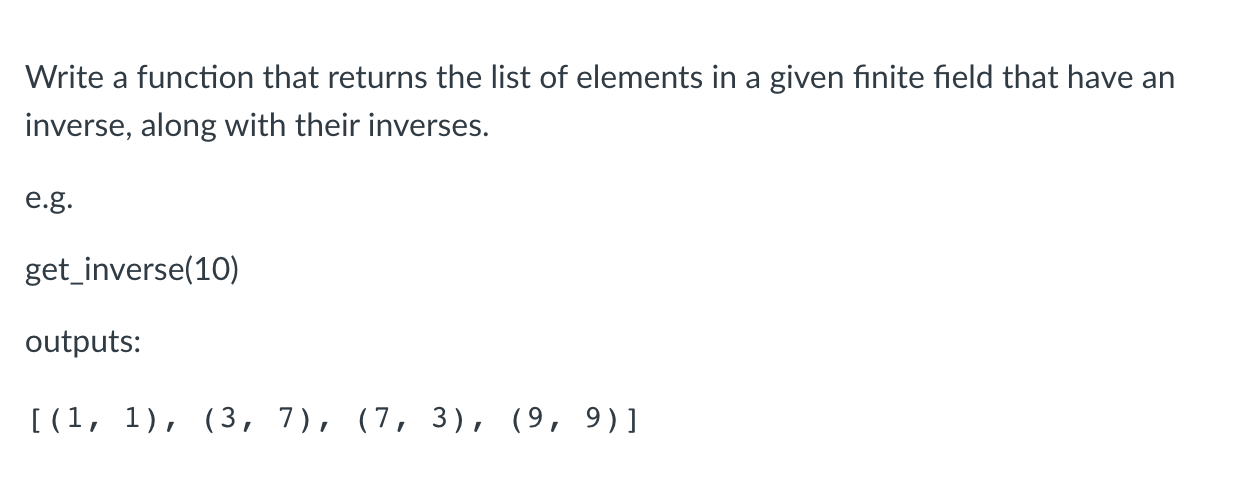 Write a function that returns the list of elements in a given finite field that have an
inverse, along with their inverses.
e.g.
get_inverse(10)
outputs:
[(1, 1), (3, 7), (7, 3), (9, 9)]